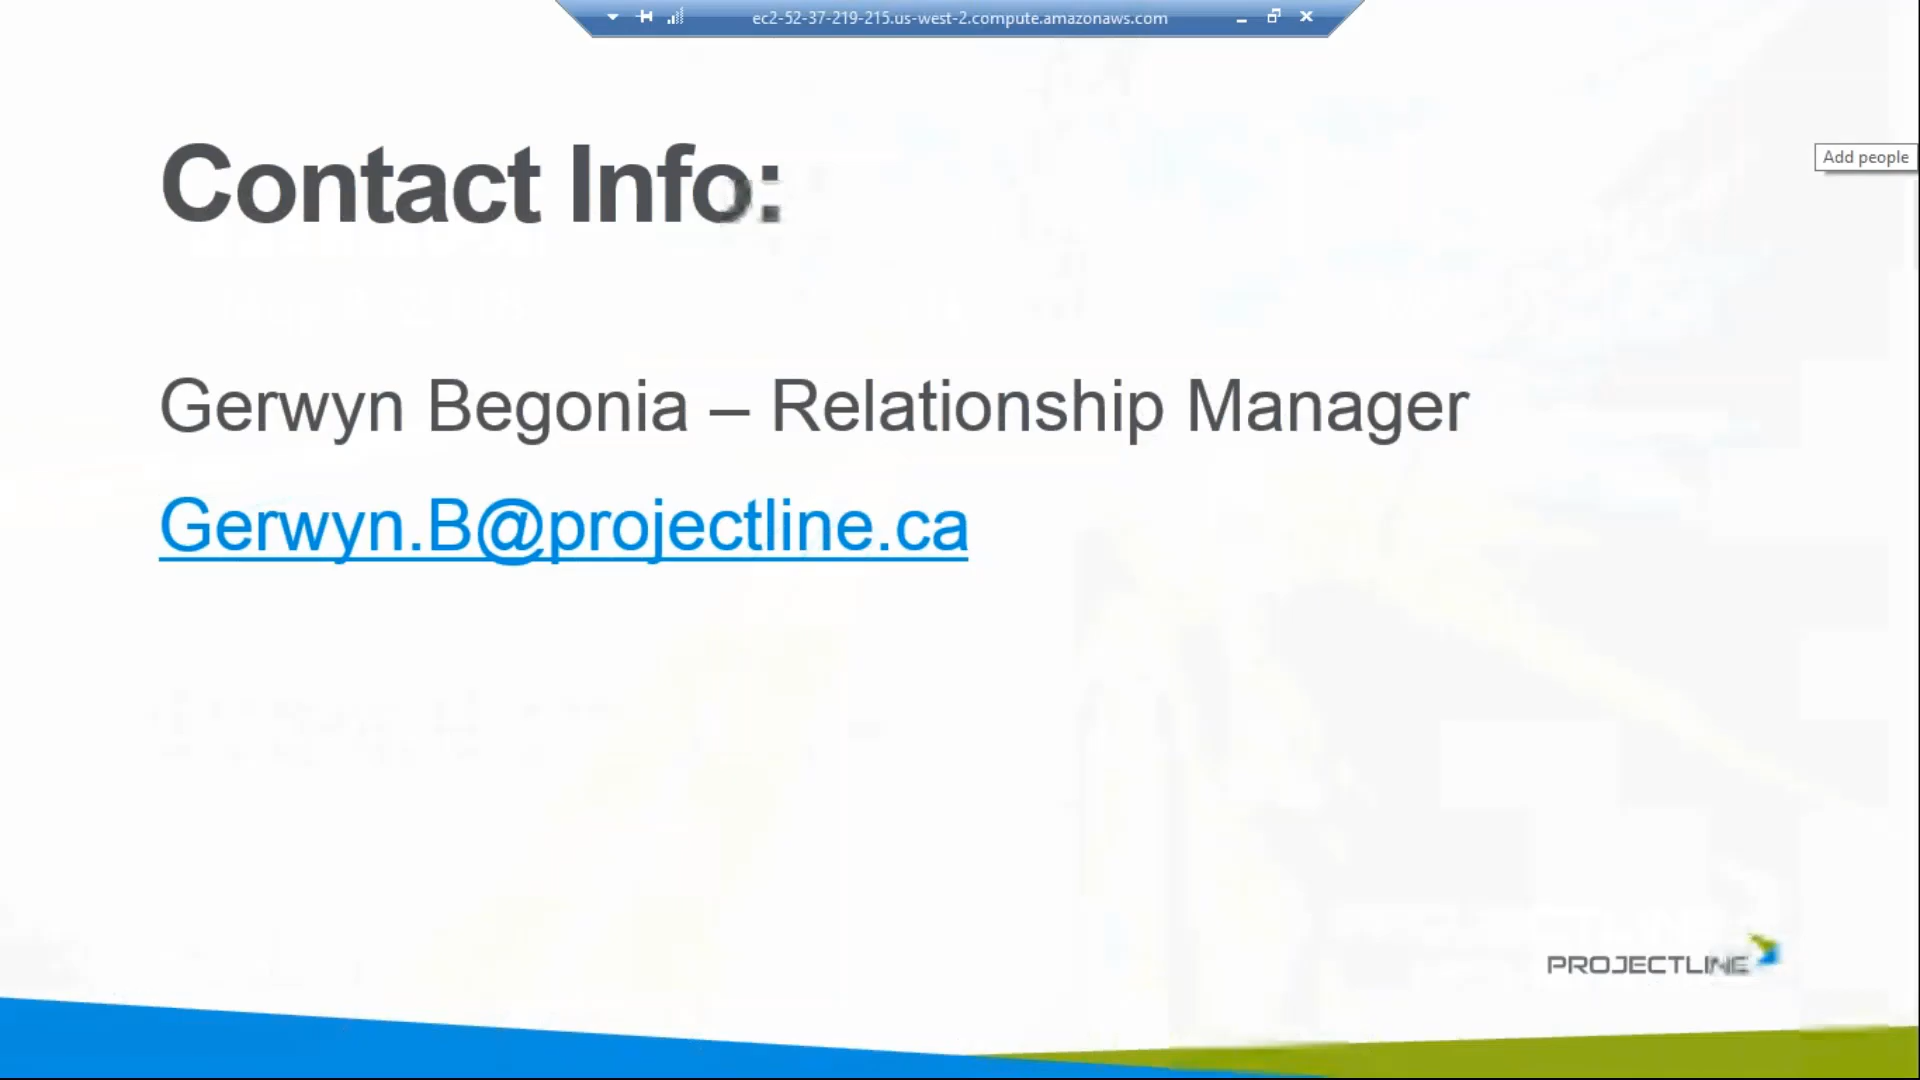 ec2-52-37-219-215.us-west-2.compute.amazonaws.com
Contact Info:
Add people
Gerwyn Begonia – Relationship Manager
Gerwyn.B@projectline.ca
PROJECTLINE